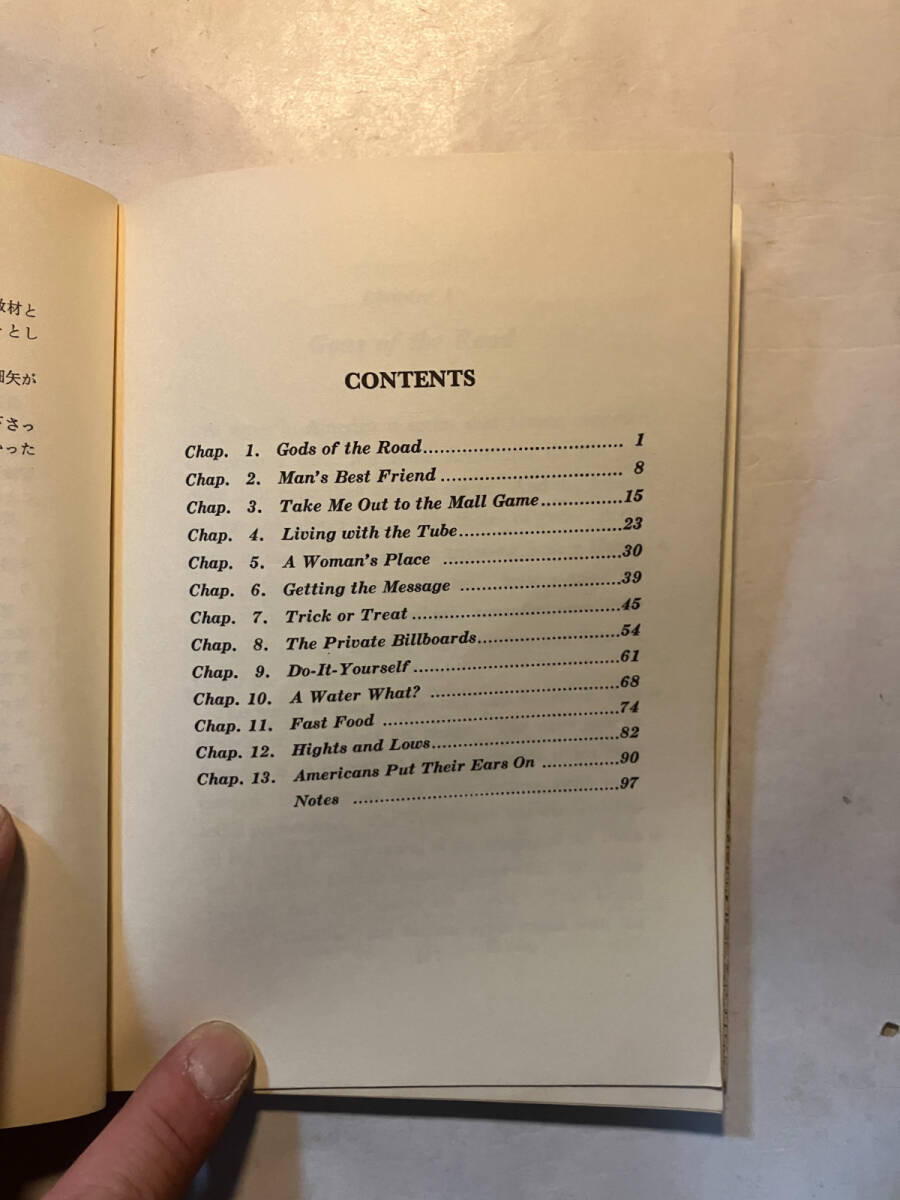 教材と
とし
細矢が
下さっ
かった
CONTENTS
Chap. 1. Gods of the Road 1
Chap. 2. Man's Best Friend 8
Chap. 3. Take Me Out to the Mall Game 15
Chap. 4. Living with the Tube 23
Chap. 5. A Woman's Place 30
Chap. 6. Getting the Message 39
Chap. 7. Trick or Treat 45
Chap. 8. The Private Billboards 54
Chap. 9. Do-It-Yourself 61
Chap. 10. A Water What? 68
Chap. 11. Fast Food 74
Chap. 12. Hights and Lows 82
Chap. 13. Americans Put Their Ears On 90
Notes 97